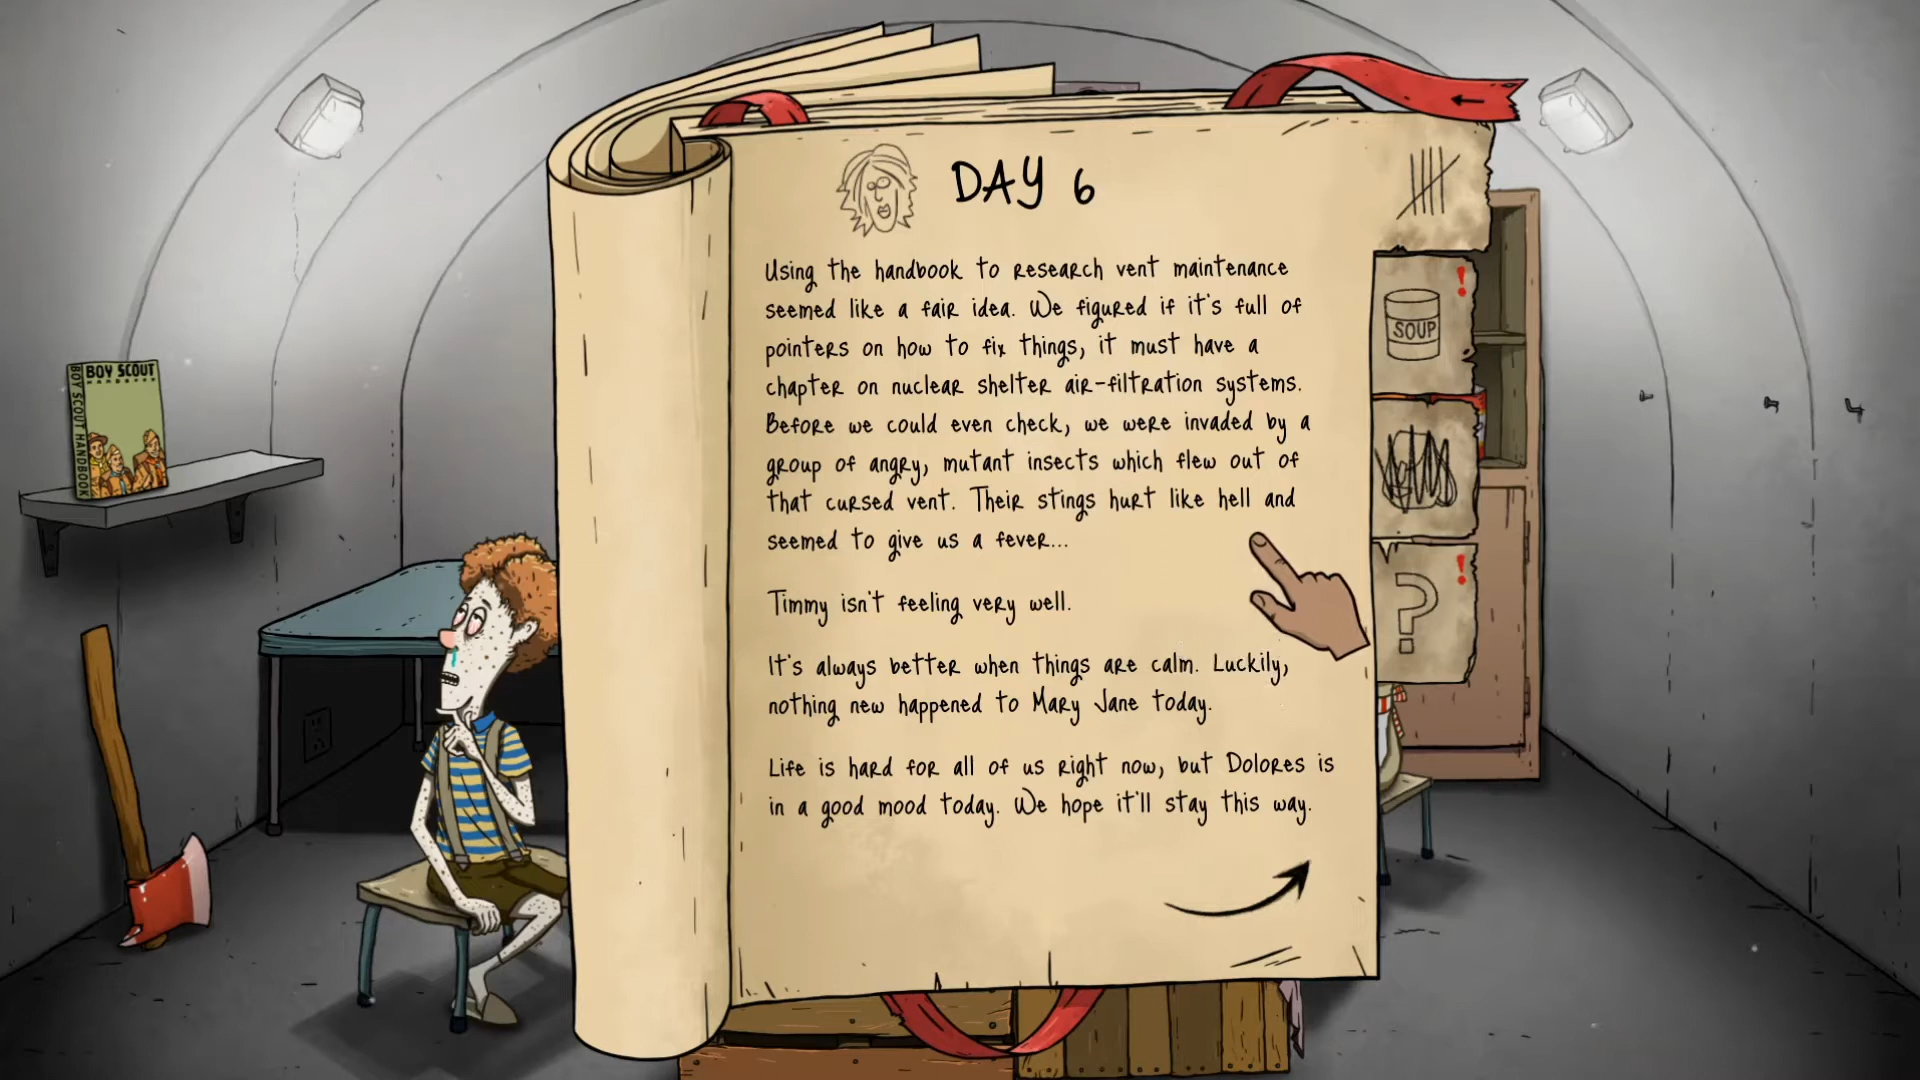 BOY SCOUT
HANDBOOK
BOY SCOUT HANDBOOK
DAY 6
Using the handbook to research vent maintenance
seemed like a fair idea. We figured if it's full of
pointers on how to fix things, it must have a
chapter on nuclear shelter air-filtration systems.
Before we could even check, we were invaded by a
group of angry, mutant insects which flew out of
that cursed vent. Their stings hurt like hell and
seemed to give us a fever...
Timmy isn't feeling very well.
It's always better when things are calm. Luckily,
nothing new happened to Mary Jane today.
Life is hard for all of us right now, but Dolores is
in a good mood today. We hope it'll stay this way.
!
SOUP
!
?